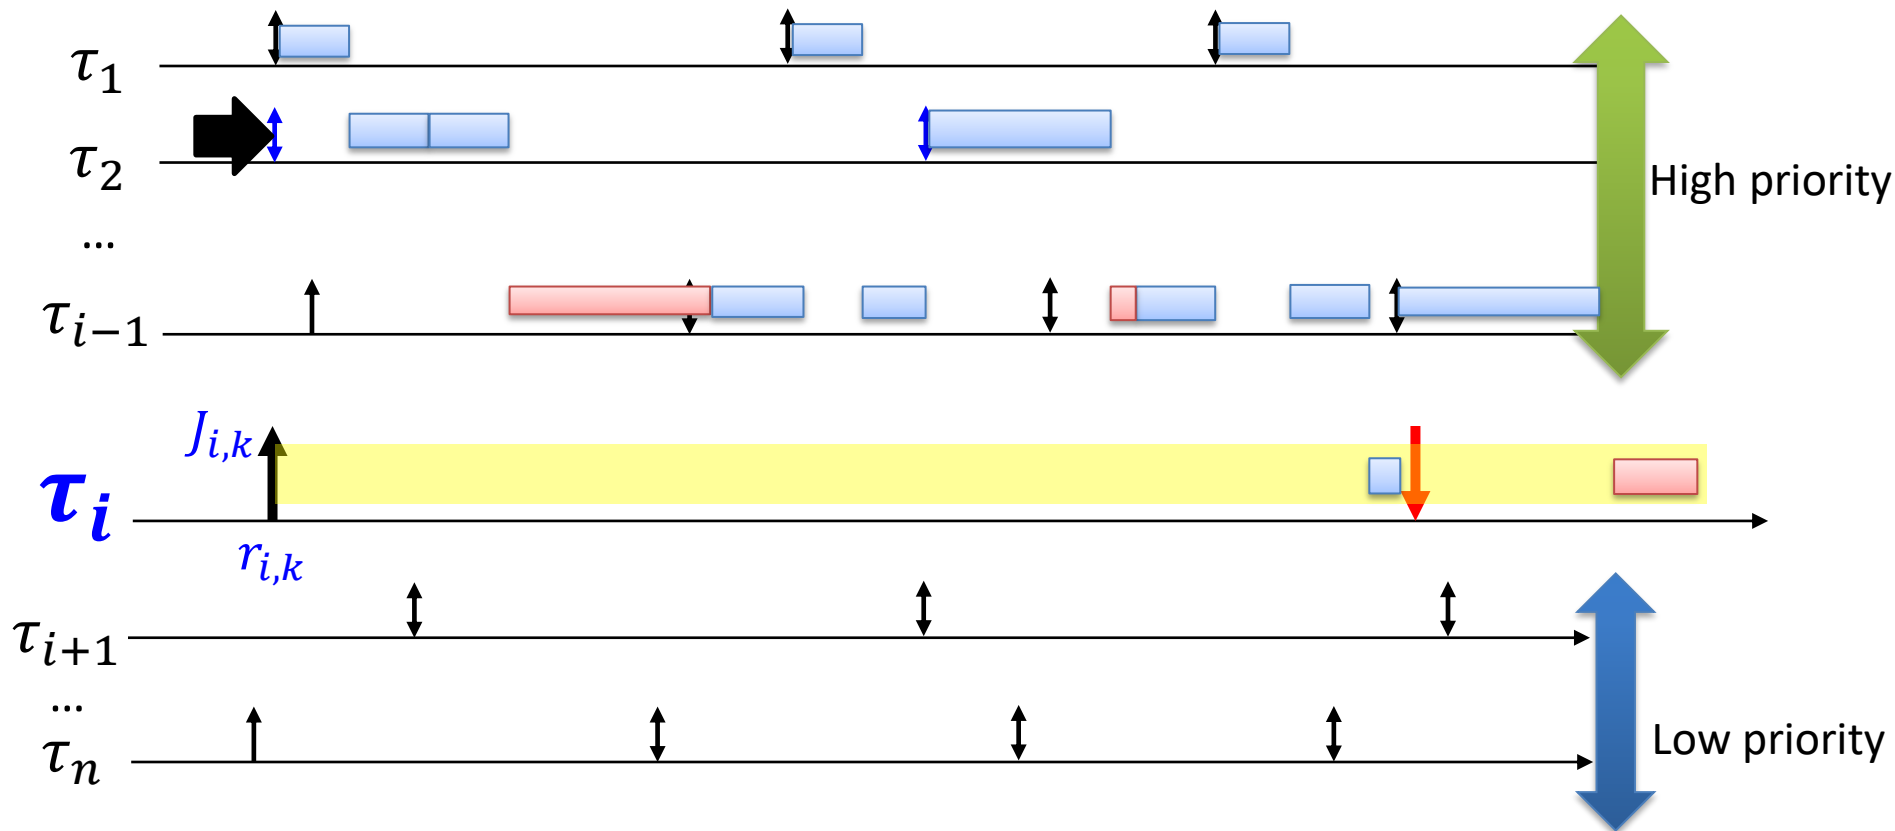 τ₁
τ₂
...
High priority
τᵢ₋₁
Jᵢ,ₖ
τᵢ
rᵢ,ₖ
τᵢ₊₁
...
τₙ
Low priority